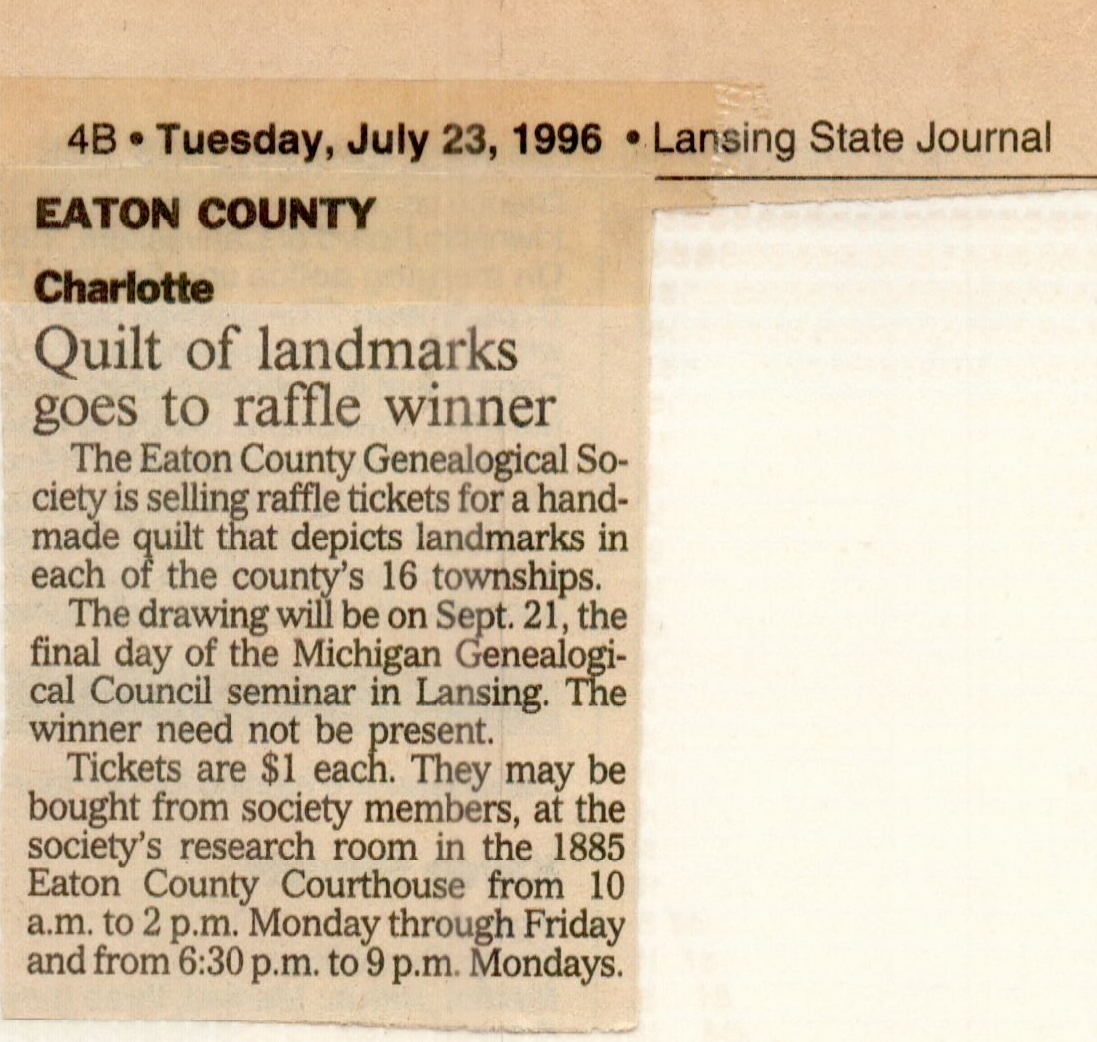 4B • Tuesday, July 23, 1996 • Lansing State Journal
EATON COUNTY
Charlotte
Quilt of landmarks
goes to raffle winner
The Eaton County Genealogical So-
ciety is selling raffle tickets for a hand-
made quilt that depicts landmarks in
each of the county's 16 townships.
The drawing will be on Sept. 21, the
final day of the Michigan Genealogi-
cal Council seminar in Lansing. The
winner need not be present.
Tickets are $1 each. They may be
bought from society members, at the
society's research room in the 1885
Eaton County Courthouse from 10
a.m. to 2 p.m. Monday through Friday
and from 6:30 p.m. to 9 p.m. Mondays.